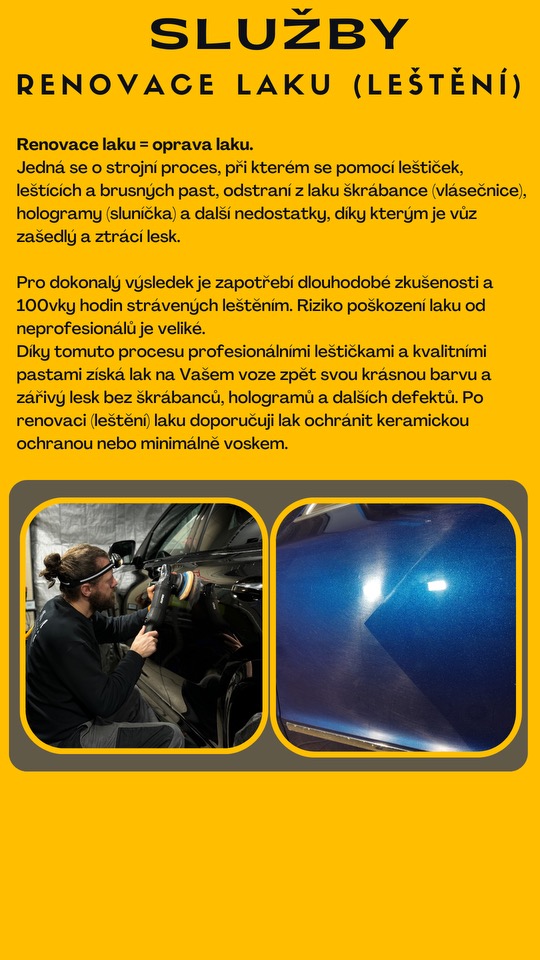 SLUŽBY
RENOVACE LAKU (LEŠTĚNÍ)
Renovace laku = oprava laku.
Jedná se o strojní proces, při kterém se pomocí leštiček,
leštících a brusných past, odstraní z laku škrábance (vlásečnice),
hologramy (sluníčka) a další nedostatky, díky kterým je vůz
zašedlý a ztrácí lesk.
Pro dokonalý výsledek je zapotřebí dlouhodobé zkušenosti a
100vky hodin strávených leštěním. Riziko poškození laku od
neprofesionálů je veliké.
Díky tomuto procesu profesionálními leštičkami a kvalitními
pastami získá lak na Vašem voze zpět svou krásnou barvu a
zářivý lesk bez škrábanců, hologramů a dalších defektů. Po
renovaci (leštění) laku doporučuji lak ochránit keramickou
ochranou nebo minimálně voskem.